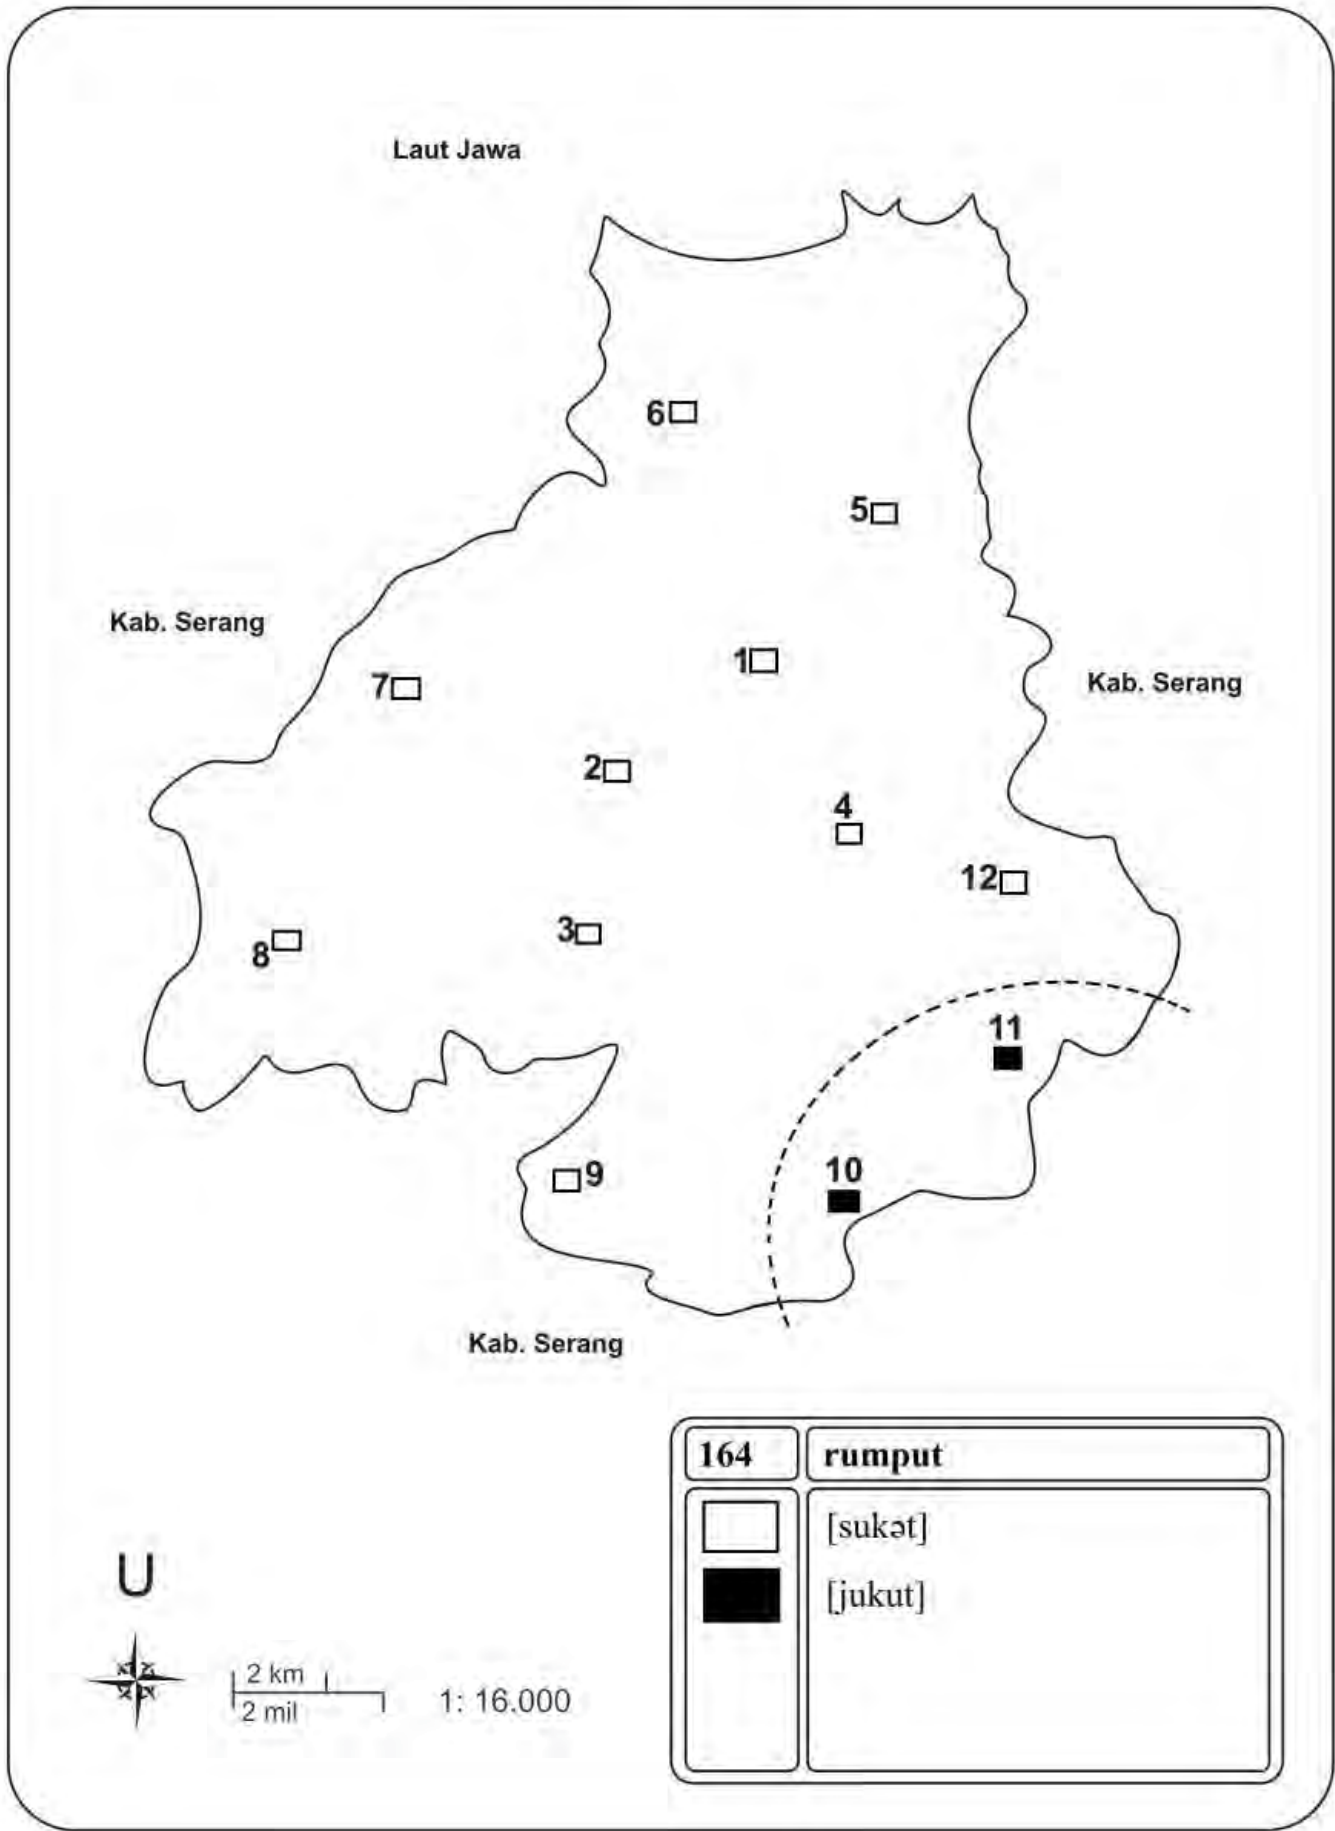 Laut Jawa
6
5
Kab. Serang
1
7
Kab. Serang
2
4
12
3
8
11
10
9
Kab. Serang
164 rumput
[sukət]
[jukut]
U
2 km
2 mil
1: 16.000